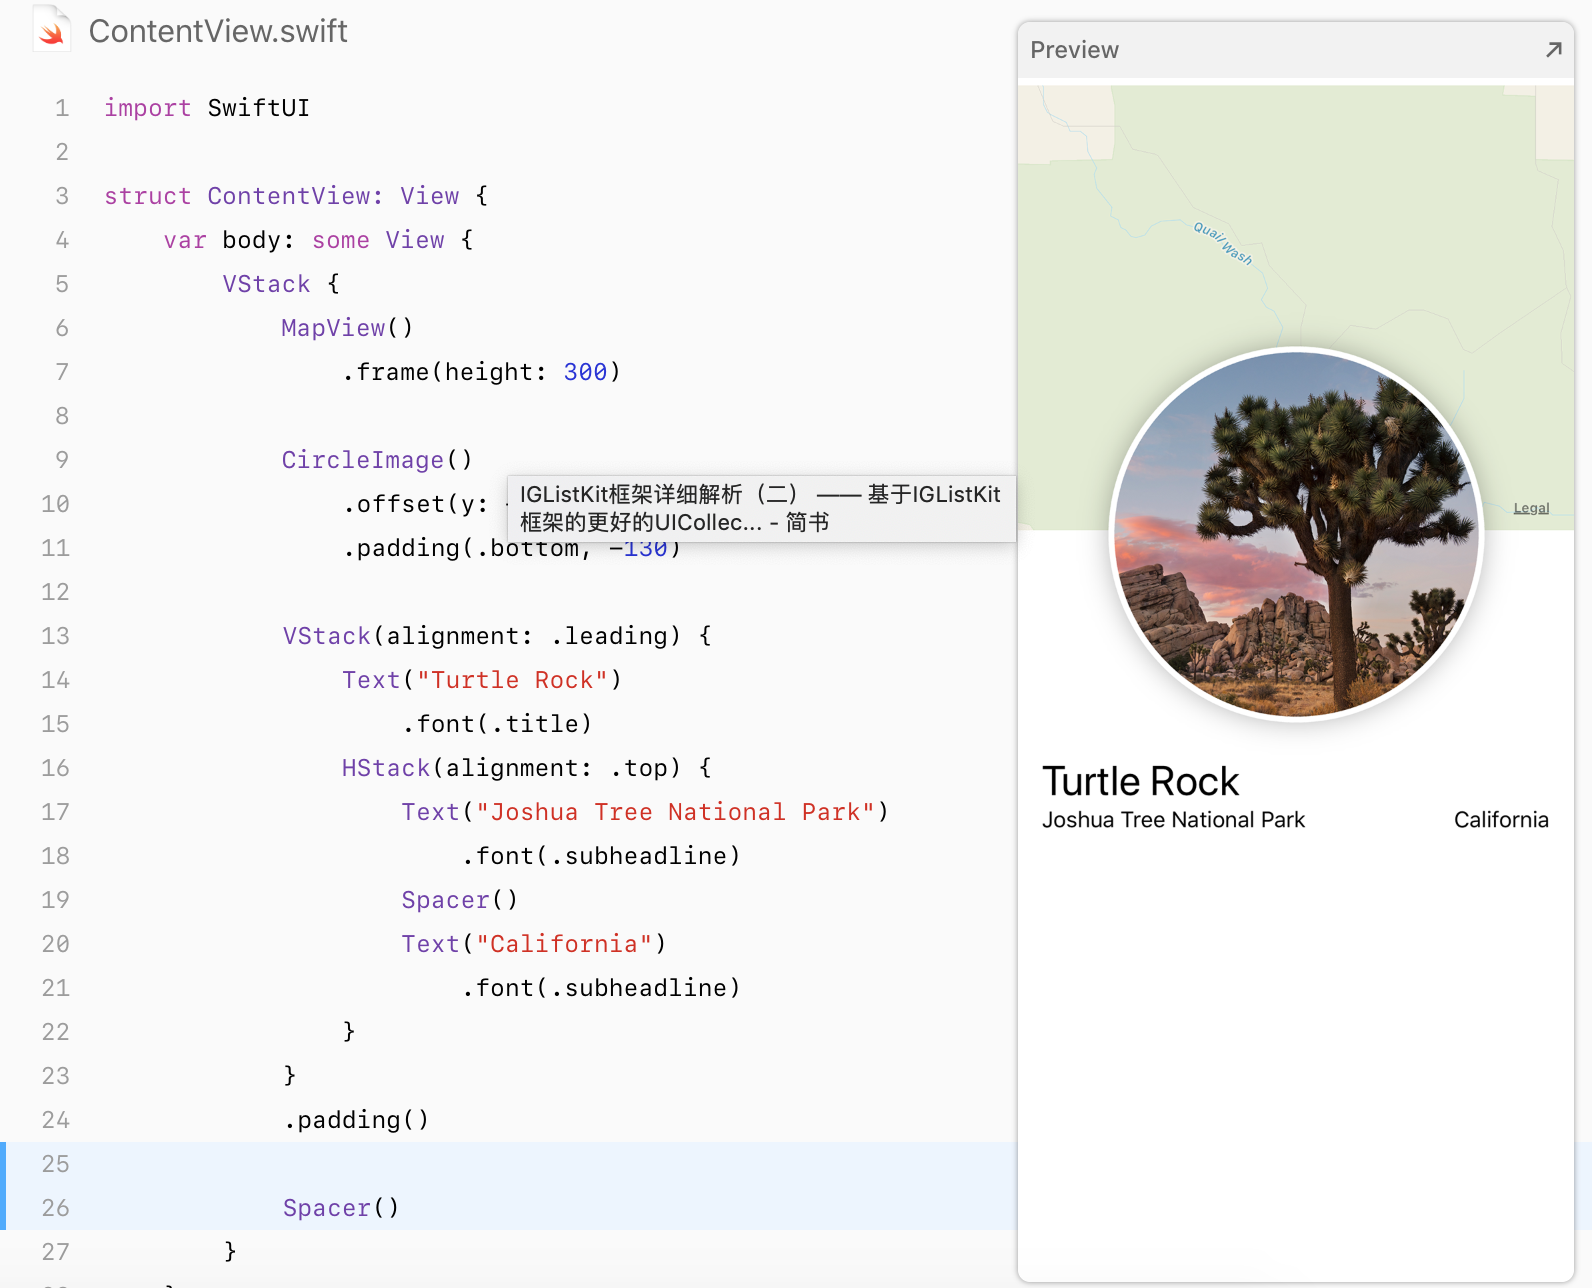 ContentView.swift
1 import SwiftUI
2
3 struct ContentView: View {
4 var body: some View {
5 VStack {
6 MapView()
7 .frame(height: 300)
8
9 CircleImage()
10 .offset(y:
11 .padding(.bottom, -130)
12
13 VStack(alignment: .leading) {
14 Text("Turtle Rock")
15 .font(.title)
16 HStack(alignment: .top) {
17 Text("Joshua Tree National Park")
18 .font(.subheadline)
19 Spacer()
20 Text("California")
21 .font(.subheadline)
22 }
23 }
24 .padding()
25
26 Spacer()
27 }
IGListKit框架详细解析（二） —— 基于IGListKit
框架的更好的UICollec... - 简书
Preview
Quail Wash
Legal
Turtle Rock
Joshua Tree National Park California